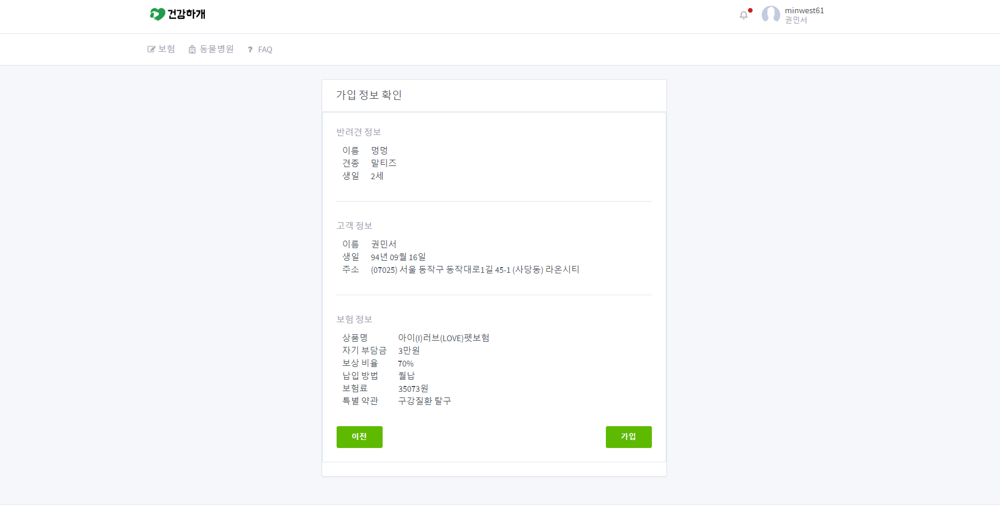 건강하개
minwest61
권민서
보험 동물병원 ? FAQ
가입 정보 확인
반려견 정보
이름 멍멍
견종 말티즈
생일 2세
고객 정보
이름 권민서
생일 94년 09월 16일
주소 (07025) 서울 동작구 동작대로1길 45-1 (사당동) 라온시티
보험 정보
상품명 아이(I)러브(LOVE)펫보험
자기 부담금 3만원
보상 비율 70%
납입 방법 월납
보험료 35073원
특별 약관 구강질환 탈구
이전 가입